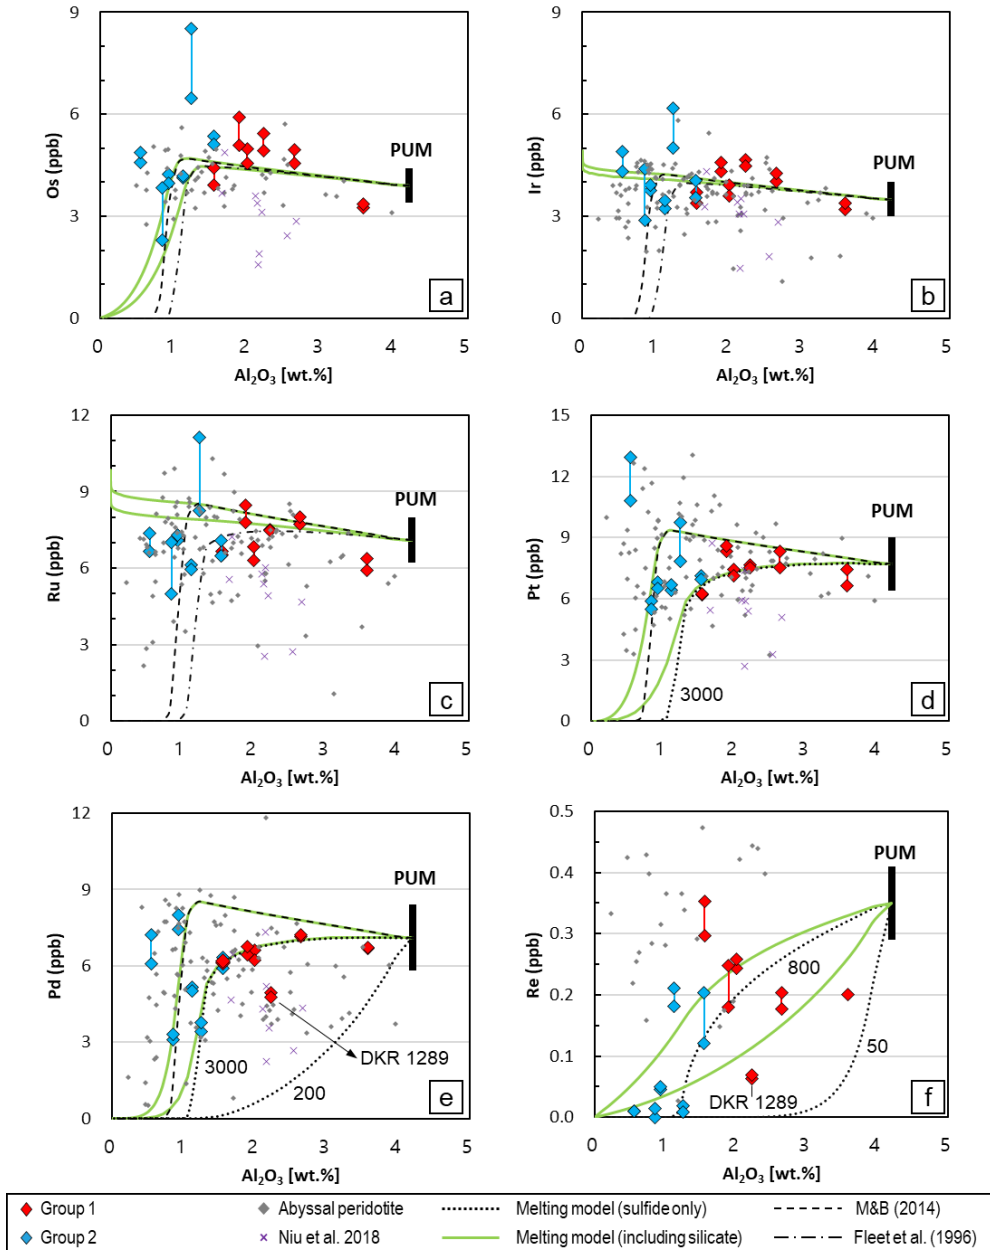 9
6
3
0
Os (ppb)
PUM
a
0 1 2 3 4 5
Al₂O₃ [wt.%]
9
6
3
0
Ir (ppb)
PUM
b
0 1 2 3 4 5
Al₂O₃ [wt.%]
12
9
6
3
0
Ru (ppb)
PUM
c
0 1 2 3 4 5
Al₂O₃ [wt.%]
15
12
9
6
3
0
Pt (ppb)
PUM
3000
d
0 1 2 3 4 5
Al₂O₃ [wt.%]
12
9
6
3
0
Pd (ppb)
PUM
DKR 1289
3000
200
e
0 1 2 3 4 5
Al₂O₃ [wt.%]
0.5
0.4
0.3
0.2
0.1
0.0
Re (ppb)
PUM
800
50
DKR 1289
f
0 1 2 3 4 5
Al₂O₃ [wt.%]
Group 1 Abyssal peridotite Melting model (sulfide only) M&B (2014)
Group 2 Niu et al. 2018 Melting model (including silicate) Fleet et al. (1996)